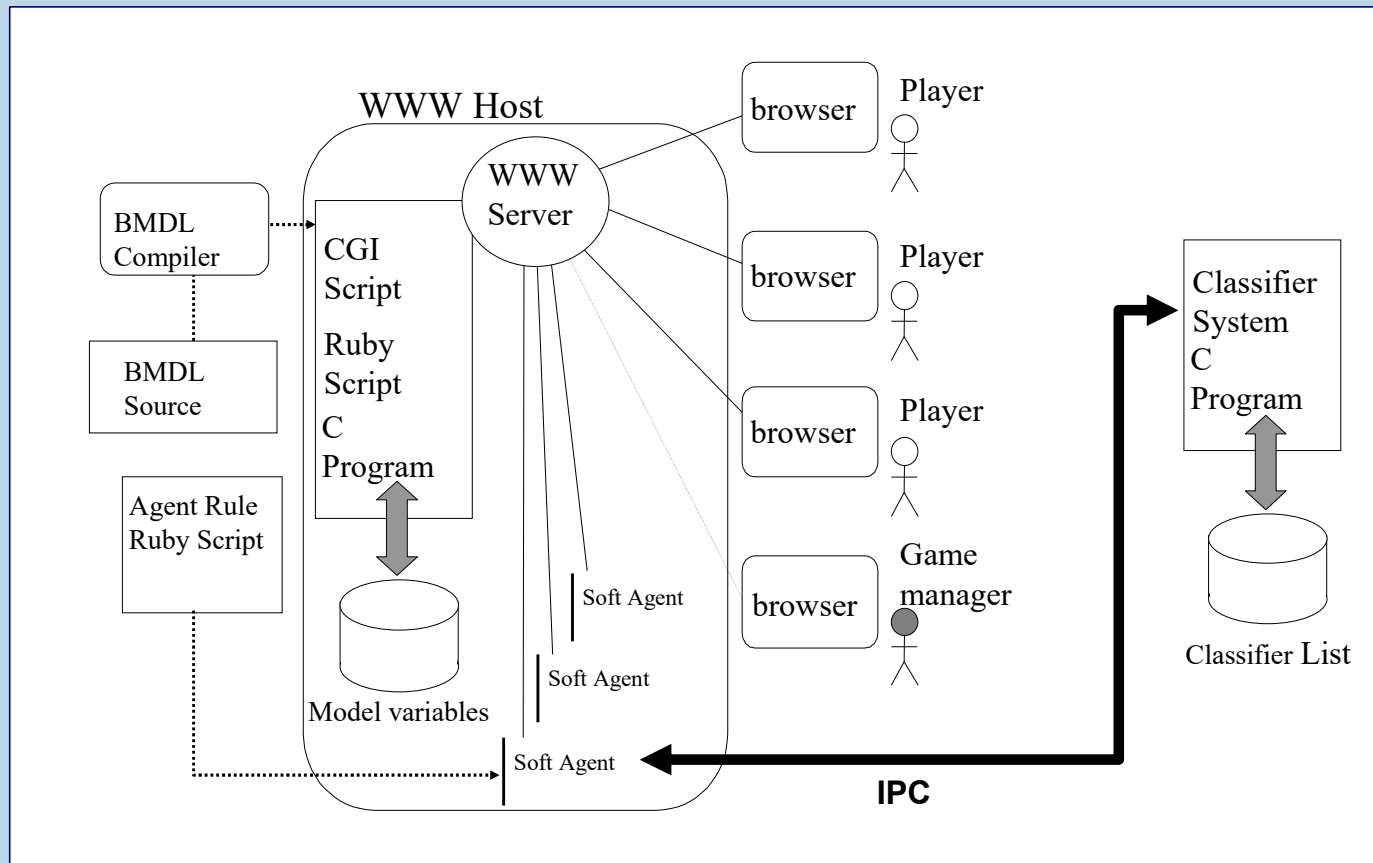 WWW Host
WWW
Server
BMDL
Compiler
BMDL
Source
Agent Rule
Ruby Script
CGI
Script
Ruby
Script
C
Program
Model variables
Soft Agent
Soft Agent
Soft Agent
browser
Player
browser
Player
browser
Player
browser
Game
manager
IPC
Classifier
System
C
Program
Classifier List